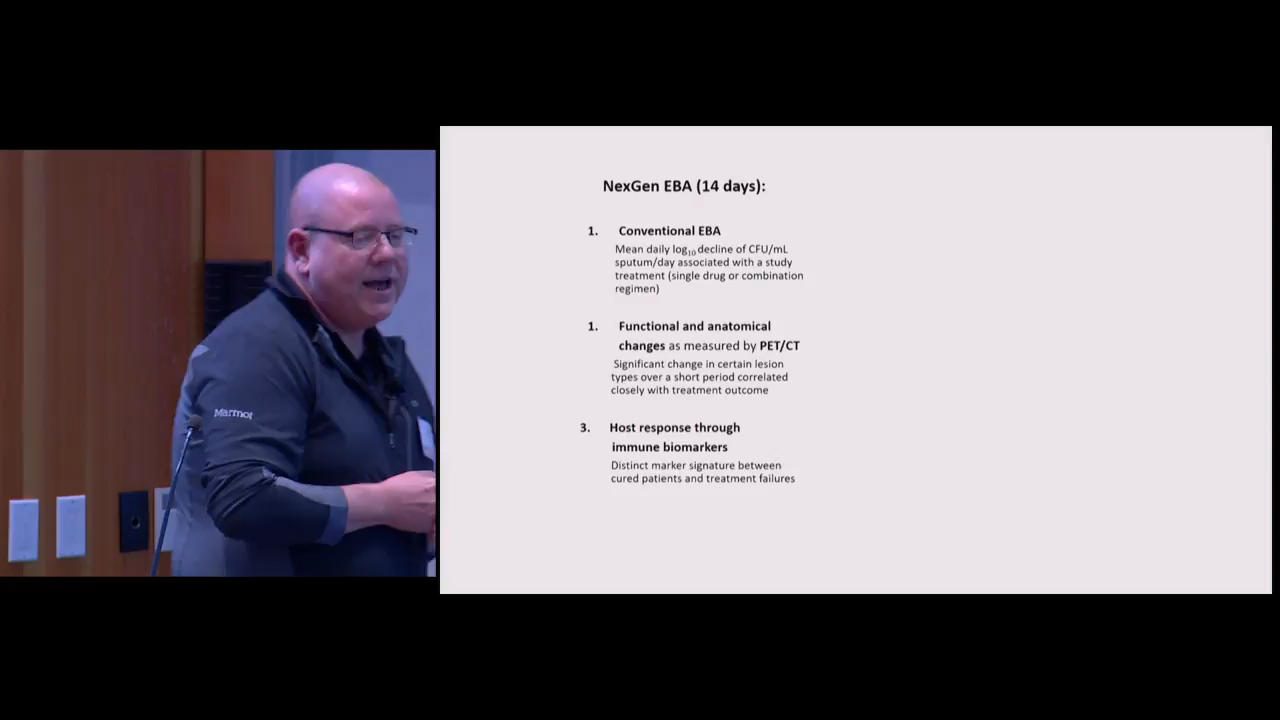 NexGen EBA (14 days):
1. Conventional EBA
Mean daily log10 decline of CFU/mL
sputum/day associated with a study
treatment (single drug or combination
regimen)
1. Functional and anatomical
changes as measured by PET/CT
Significant change in certain lesion
types over a short period correlated
closely with treatment outcome
3. Host response through
immune biomarkers
Distinct marker signature between
cured patients and treatment failures
Marmot